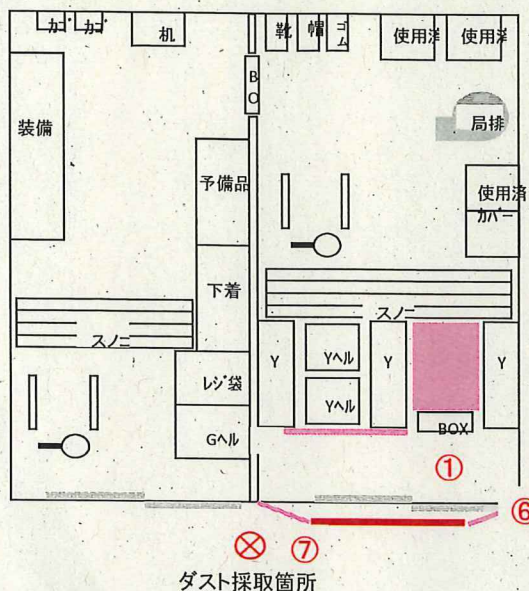 カゴ カゴ 机 靴 帽 ゴム 使用済 使用済
BO
装備
局排
予備品
使用済
カバー
下着
スノー
スノコ
Y Yヘル Y Y
レジ袋
Yヘル
Gヘル
BOX
①
⑥
⑦
ダスト採取箇所